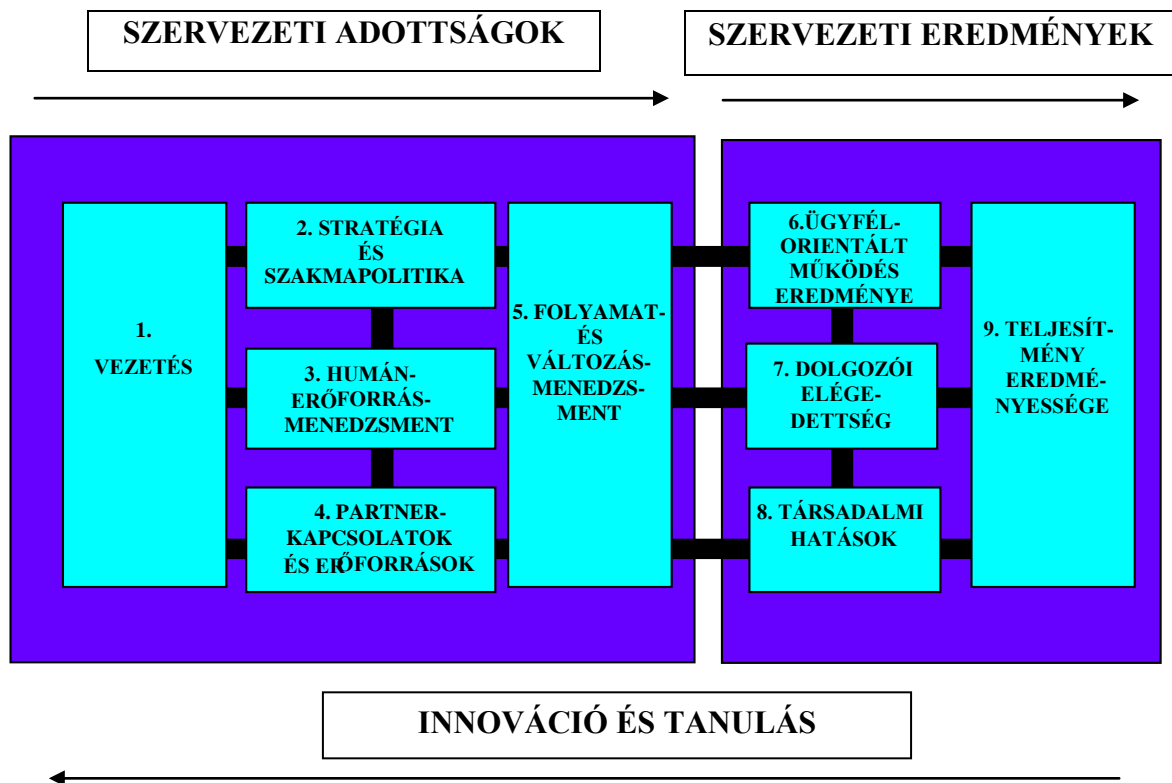 SZERVEZETI ADOTTSÁGOK
SZERVEZETI EREDMÉNYEK
1.
VEZETÉS
2. STRATÉGIA
ÉS
SZAKMAPOLITIKA
3. HUMÁN-
ERŐFORRÁS-
MENEDZSMENT
4. PARTNER-
KAPCSOLATOK
ÉS ERŐFORRÁSOK
5. FOLYAMAT-
ÉS
VÁLTOZÁS-
MENEDZS-
MENT
6.ÜGYFÉL-
ORIENTÁLT
MŰKÖDÉS
EREDMÉNYE
7. DOLGOZÓI
ELÉGE-
DETTSÉG
8. TÁRSADALMI
HATÁSOK
9. TELJESÍT-
MÉNY
EREDMÉ-
NYESSÉGE
INNOVÁCIÓ ÉS TANULÁS